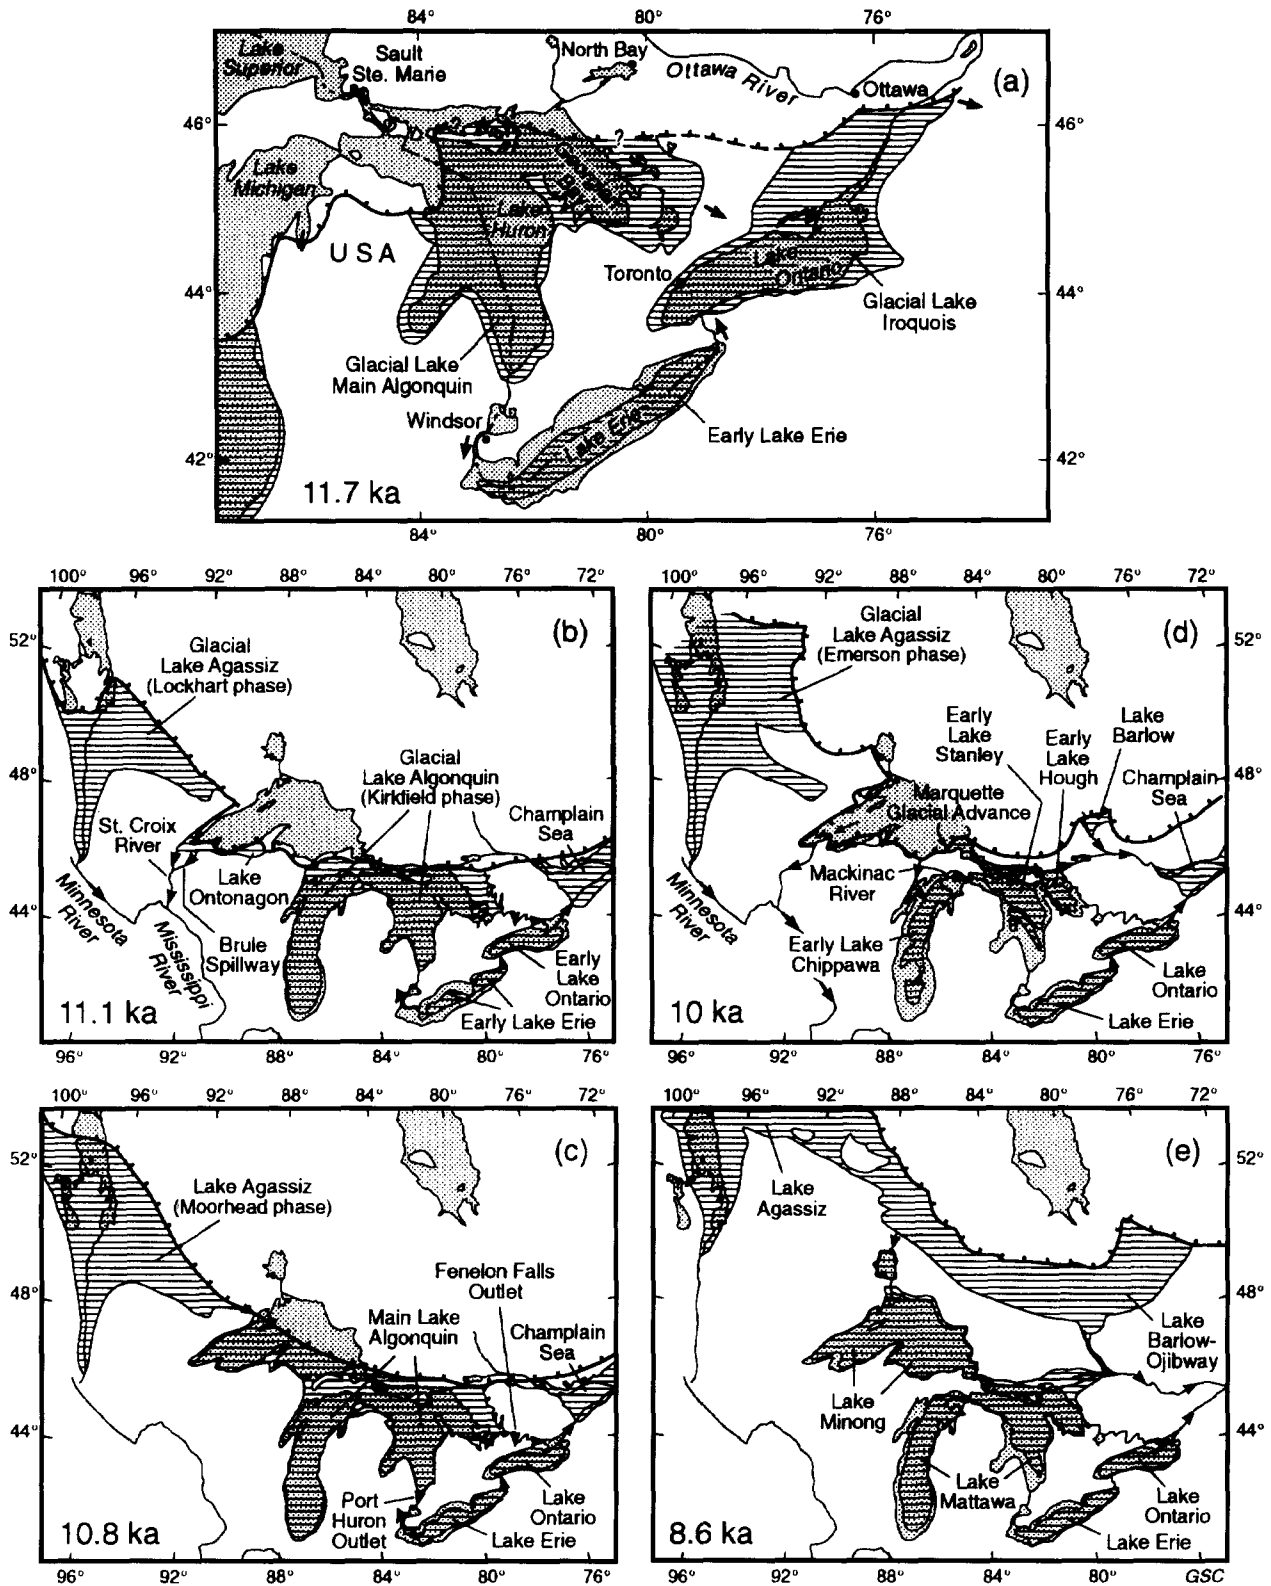 84° 80° 76°
(a)
Lake
Superior
Sault
Ste. Marie
North Bay
Ottawa River
Ottawa
46° 46°
Lake
Michigan
Georgian
Bay
Lake
Huron
USA
Toronto
Lake
Ontario
44° 44°
Glacial Lake
Iroquois
Glacial Lake
Main Algonquin
Windsor
Lake Erie
Early Lake Erie
42° 42°
11.7 ka
84° 80° 76°
100° 96° 92° 88° 84° 80° 76° 72°
(b)
52°
Glacial
Lake Agassiz
(Lockhart phase)
48°
Glacial
Lake Algonquin
(Kirkfield phase)
Champlain
Sea
St. Croix
River
Lake
Ontonagon
44°
Minnesota
River
Mississippi
River
Brule
Spillway
Early
Lake
Ontario
Early Lake Erie
11.1 ka
96° 92° 88° 84° 80° 76°
100° 96° 92° 88° 84° 80° 76° 72°
(d)
Glacial
Lake Agassiz
(Emerson phase)
52°
Early
Lake
Stanley
Early
Lake
Hough
Lake
Barlow
Champlain
Sea
48°
Marquette
Glacial Advance
Mackinac
River
Minnesota
River
44°
Early Lake
Chippawa
Lake
Ontario
Lake Erie
10 ka
96° 92° 88° 84° 80° 76°
100° 96° 92° 88° 84° 80° 76° 72°
(c)
52°
Lake Agassiz
(Moorhead phase)
Fenelon Falls
Outlet
48°
Main Lake
Algonquin
Champlain
Sea
44°
Port
Huron
Outlet
Lake
Ontario
Lake Erie
10.8 ka
96° 92° 88° 84° 80° 76°
100° 96° 92° 88° 84° 80° 76° 72°
(e)
52°
Lake
Agassiz
48°
Lake
Barlow-
Ojibway
Lake
Minong
44°
Lake
Mattawa
Lake
Ontario
Lake Erie
8.6 ka
96° 92° 88° 84° 80° GSC